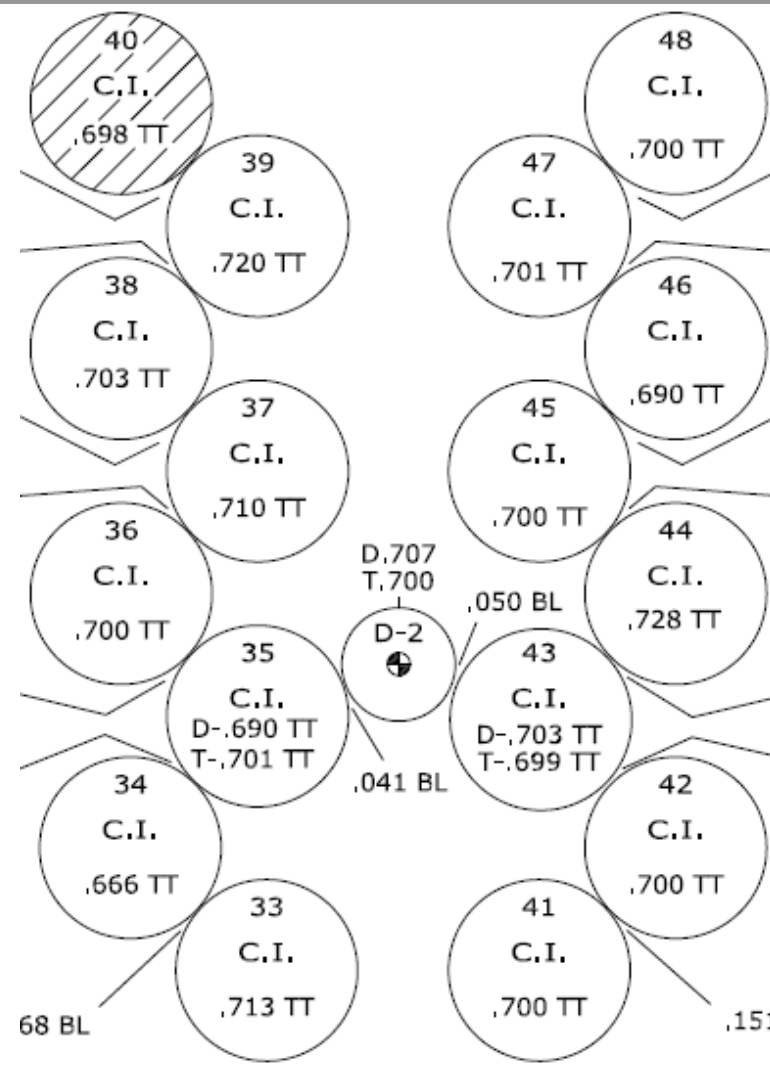 40
C.I.
.698 TT
48
C.I.
.700 TT
39
C.I.
.720 TT
47
C.I.
.701 TT
38
C.I.
.703 TT
46
C.I.
.690 TT
37
C.I.
.710 TT
45
C.I.
.700 TT
36
C.I.
.700 TT
D.707
T.700
.050 BL
44
C.I.
.728 TT
D-2
35
C.I.
D-.690 TT
T-.701 TT
43
C.I.
D-.703 TT
T-.699 TT
.041 BL
34
C.I.
.666 TT
42
C.I.
.700 TT
33
C.I.
.713 TT
41
C.I.
.700 TT
68 BL